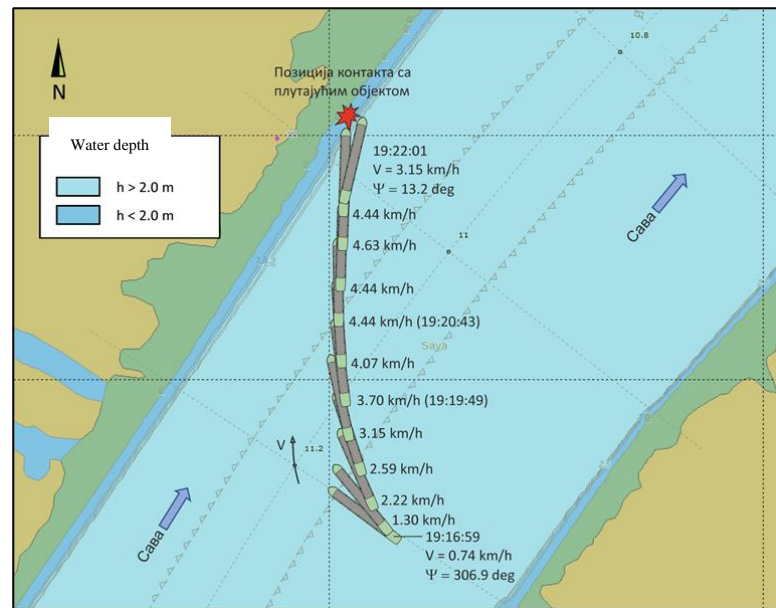 10.8
Позиција контакта са
плутајућим објектом
N
Water depth
h > 2.0 m
h < 2.0 m
19:22:01
V = 3.15 km/h
Ψ = 13.2 deg
4.44 km/h
4.63 km/h
11
Сава
4.44 km/h
4.44 km/h (19:20:43)
4.07 km/h
3.70 km/h (19:19:49)
3.15 km/h
V
11.2
2.59 km/h
2.22 km/h
1.30 km/h
Сава
19:16:59
V = 0.74 km/h
Ψ = 306.9 deg